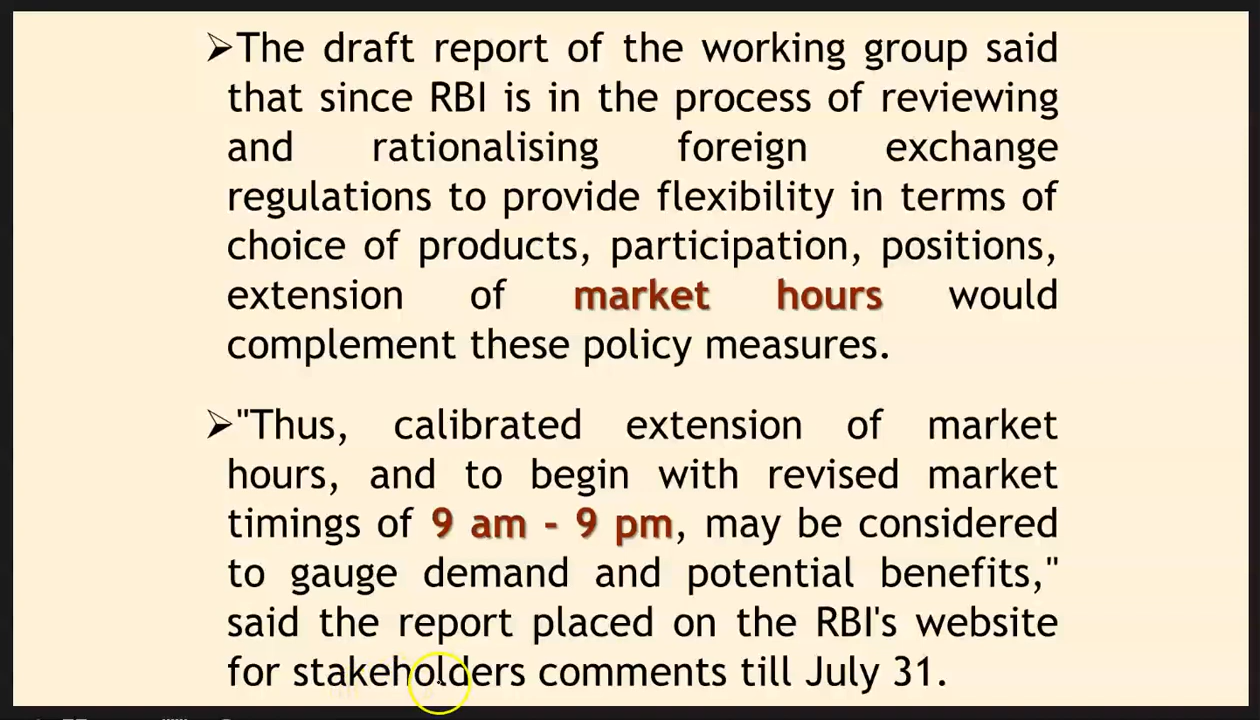 ➢The draft report of the working group said
that since RBI is in the process of reviewing
and rationalising foreign exchange
regulations to provide flexibility in terms of
choice of products, participation, positions,
extension of market hours would
complement these policy measures.
➢"Thus, calibrated extension of market
hours, and to begin with revised market
timings of 9 am - 9 pm, may be considered
to gauge demand and potential benefits,"
said the report placed on the RBI's website
for stakeholders comments till July 31.